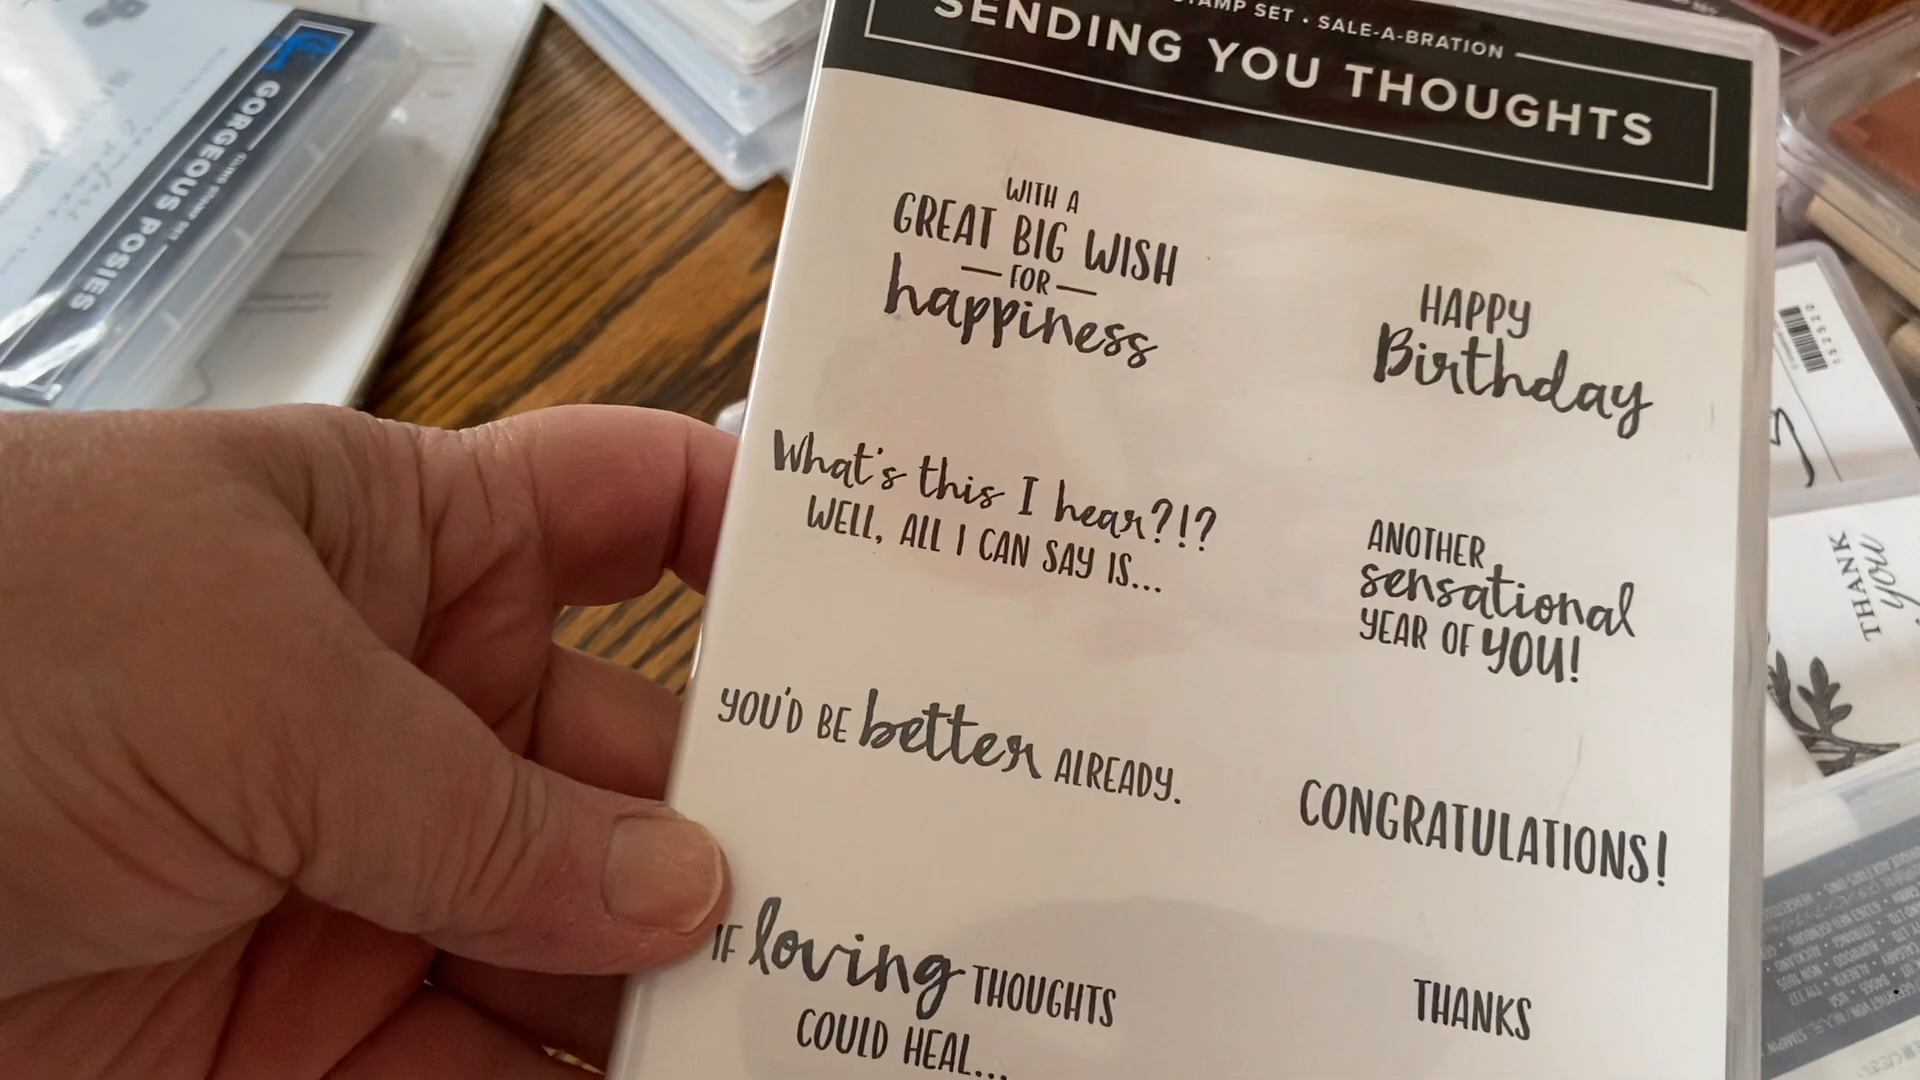 STAMP SET • SALE-A-BRATION
SENDING YOU THOUGHTS
WITH A
GREAT BIG WISH
— FOR —
happiness
HAPPY
Birthday
What's this I hear?!?
WELL, ALL I CAN SAY IS...
ANOTHER
sensational
YEAR OF YOU!
YOU'D BE better ALREADY.
CONGRATULATIONS!
IF loving THOUGHTS
COULD HEAL...
THANKS
GORGEOUS POSIES
THANK
you